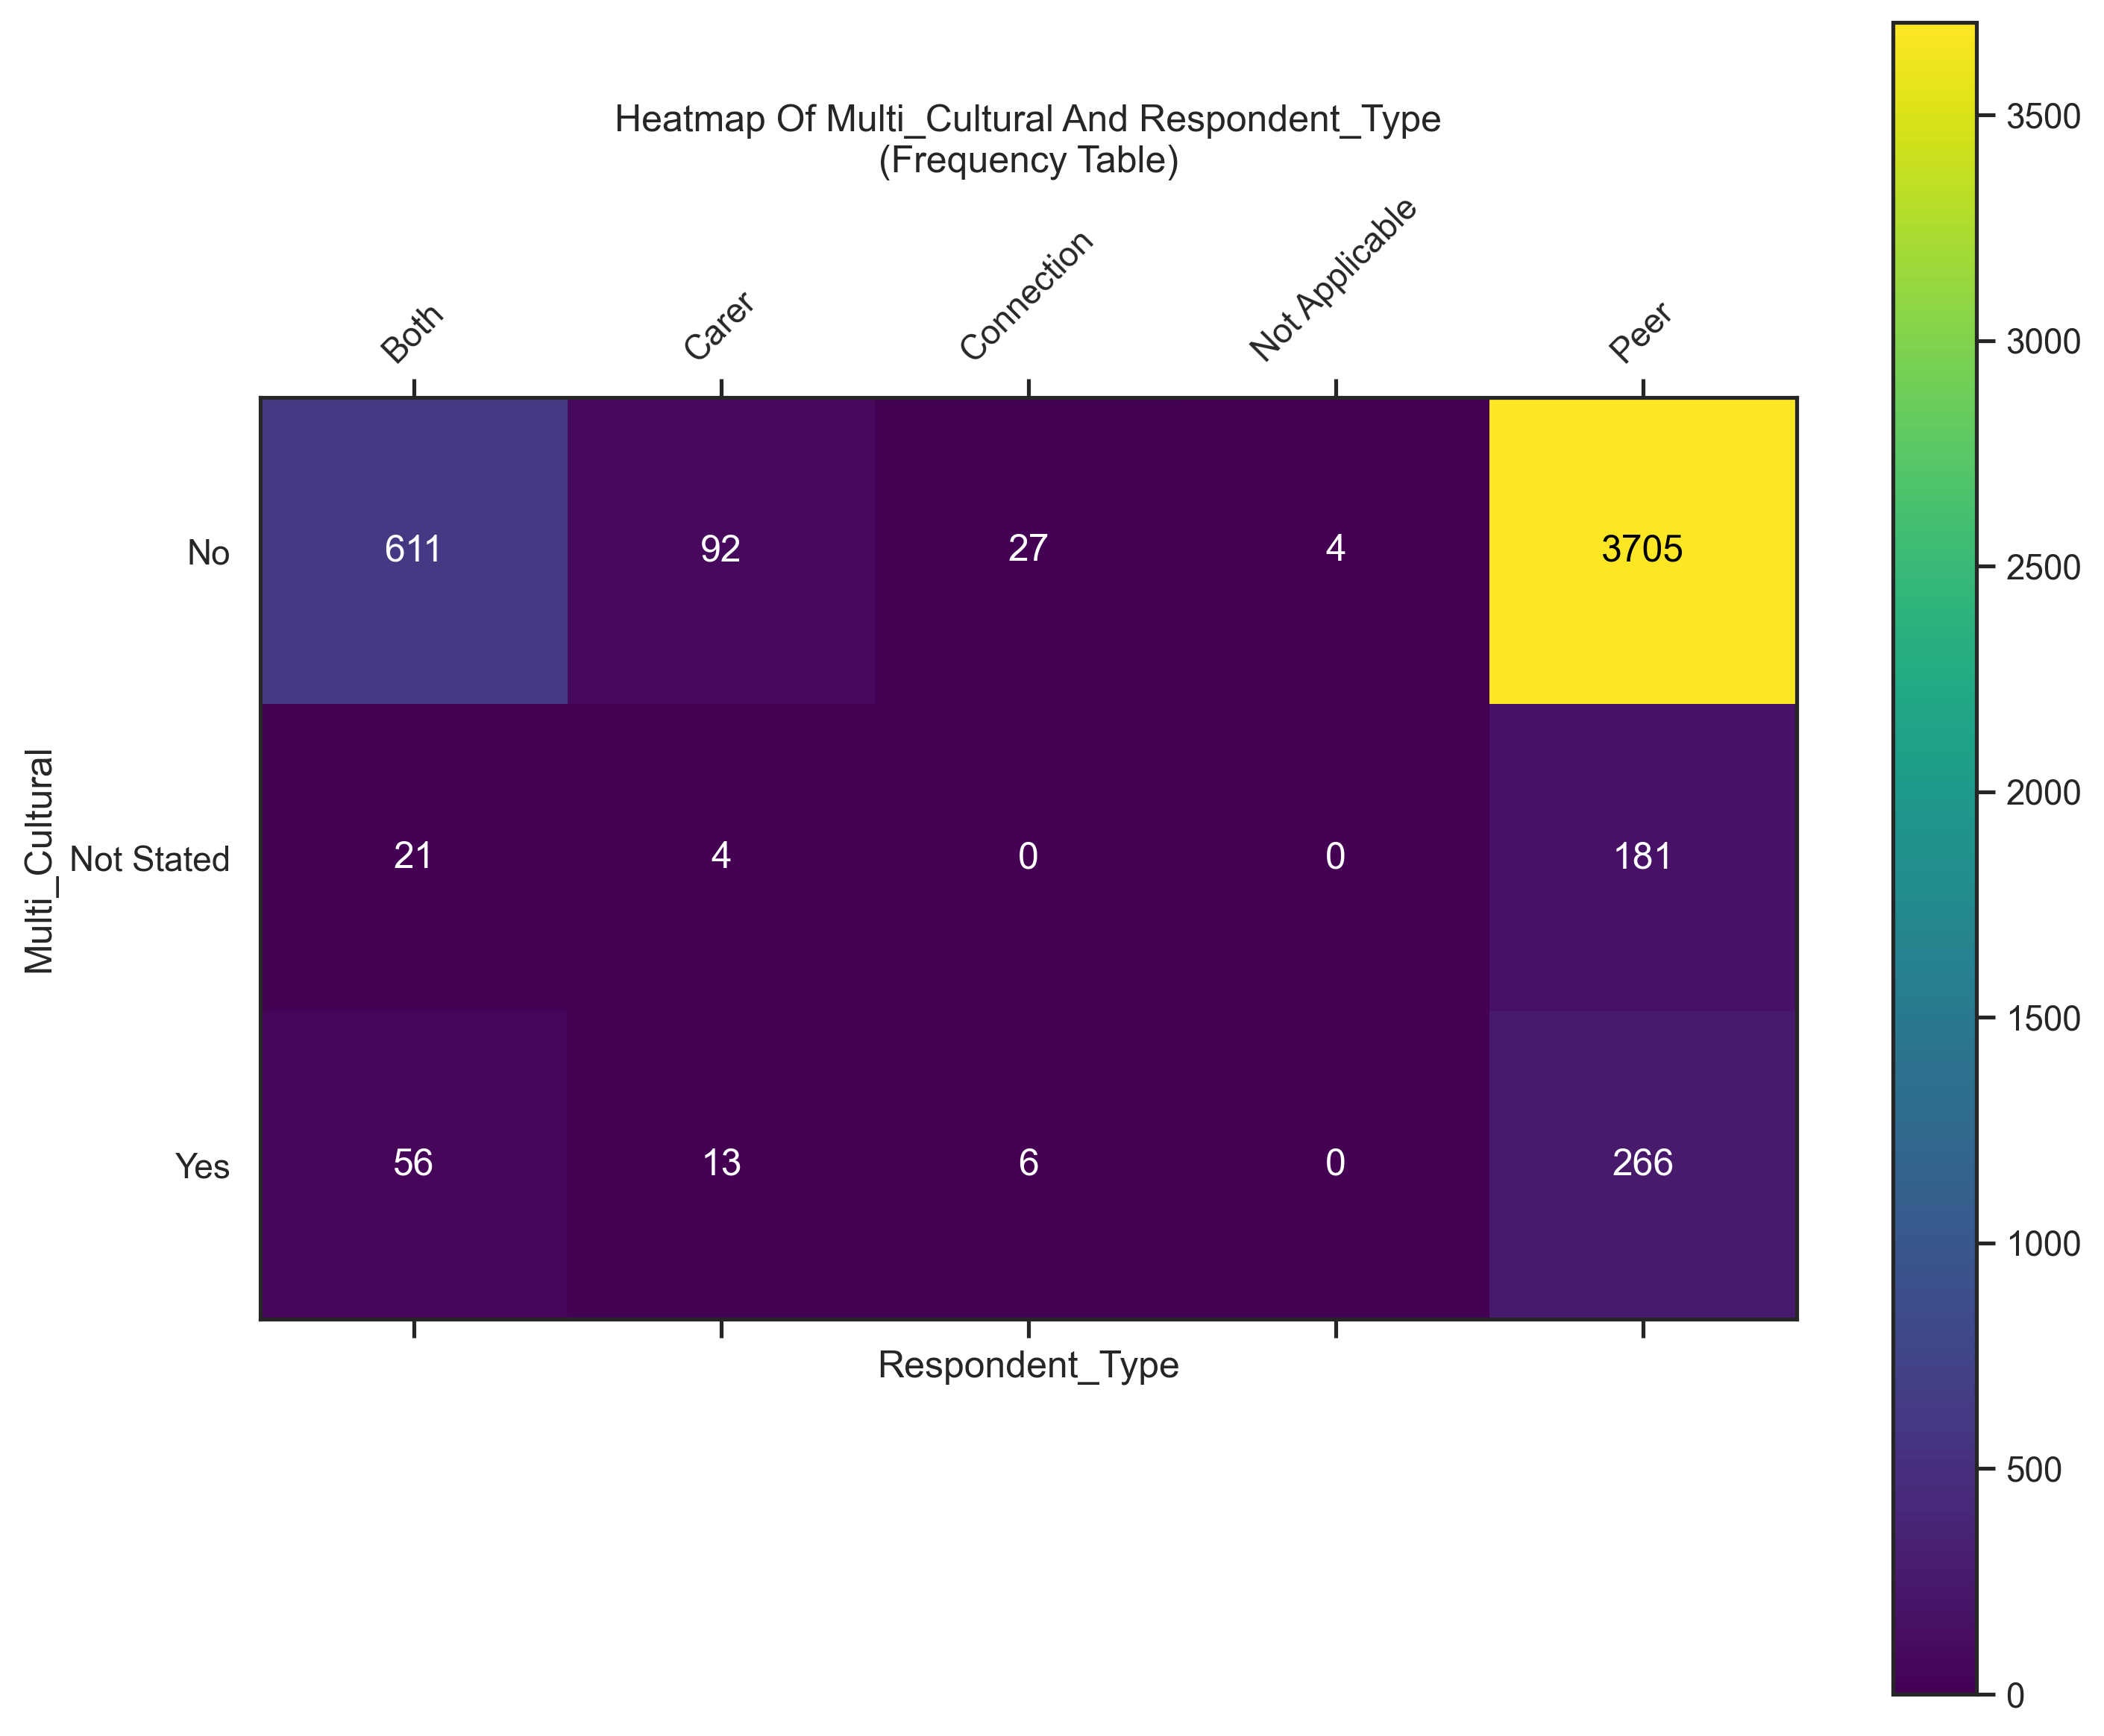 Heatmap Of Multi_Cultural And Respondent_Type
(Frequency Table)
Both
Carer
Connection
Not Applicable
Peer
No
611
92
27
4
3705
Multi_Cultural
Not Stated
21
4
0
0
181
Yes
56
13
6
0
266
Respondent_Type
3500
3000
2500
2000
1500
1000
500
0